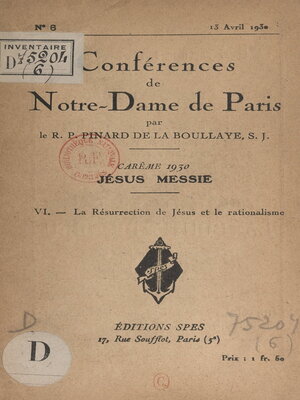 N° 6
13 Avril 1930
INVENTAIRE
D 75204
(6)
Conférences
de
Notre-Dame de Paris
par
le R. P. PINARD DE LA BOULLAYE, S. J.
CARÊME 1930
JÉSUS MESSIE
R.F.
VI. — La Résurrection de Jésus et le rationalisme
SPES
D
ÉDITIONS SPES
17, Rue Soufflot, Paris (5e)
75204
(6)
D
Prix : 1 fr. 60